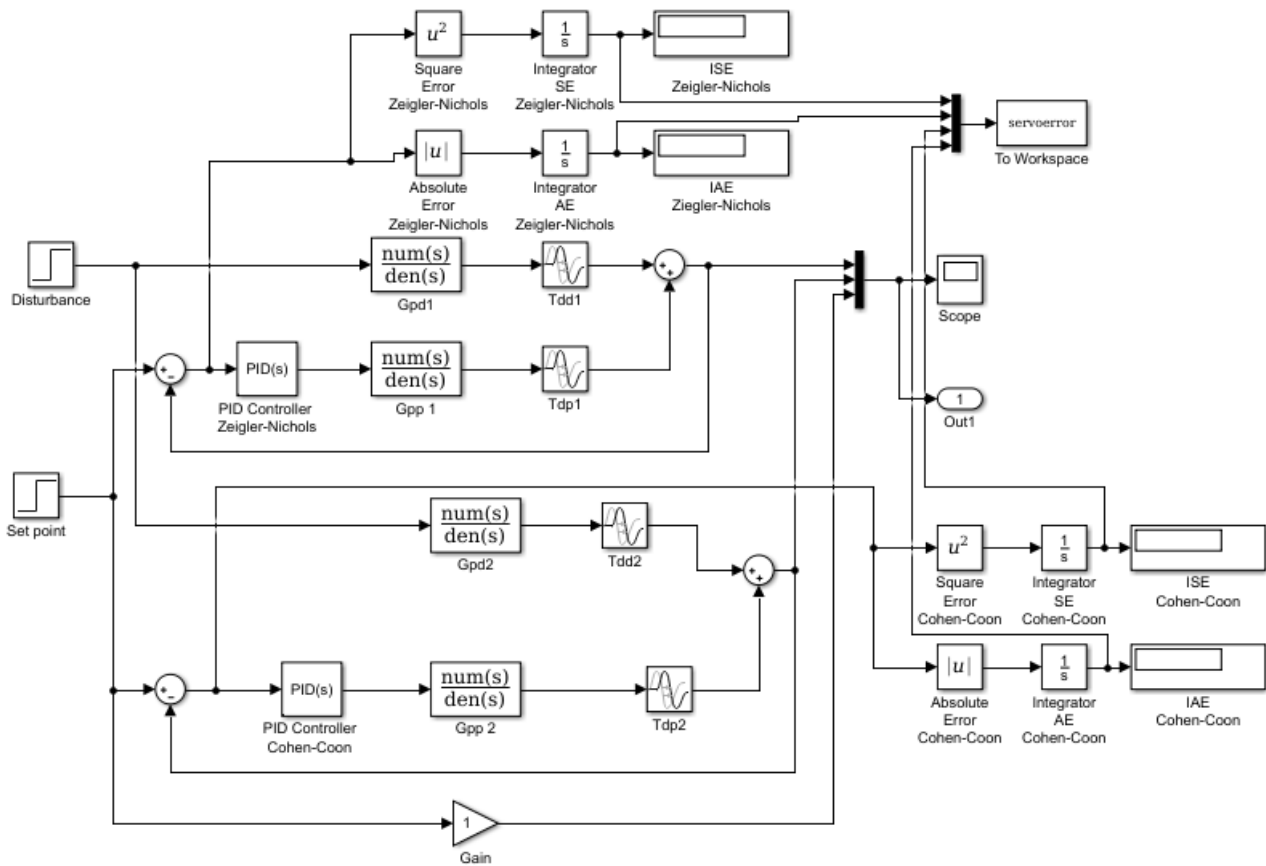 u²
Square
Error
Zeigler-Nichols
1
s
Integrator
SE
Zeigler-Nichols
ISE
Zeigler-Nichols
|u|
Absolute
Error
Zeigler-Nichols
1
s
Integrator
AE
Zeigler-Nichols
IAE
Ziegler-Nichols
servoerror
To Workspace
Disturbance
num(s)
den(s)
Gpd1
Tdd1
+
+
Scope
+
-
PID(s)
PID Controller
Zeigler-Nichols
num(s)
den(s)
Gpp 1
Tdp1
1
Out1
Set point
num(s)
den(s)
Gpd2
Tdd2
+
+
u²
Square
Error
Cohen-Coon
1
s
Integrator
SE
Cohen-Coon
ISE
Cohen-Coon
+
-
PID(s)
PID Controller
Cohen-Coon
num(s)
den(s)
Gpp 2
Tdp2
|u|
Absolute
Error
Cohen-Coon
1
s
Integrator
AE
Cohen-Coon
IAE
Cohen-Coon
1
Gain